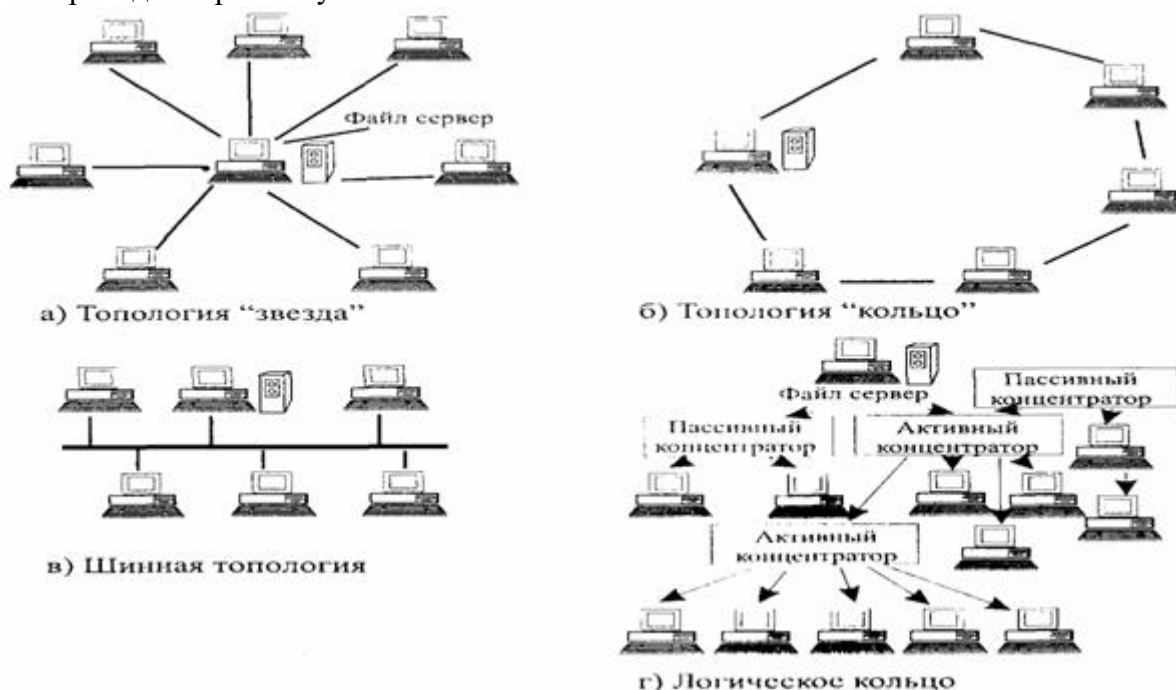 Файл сервер
а) Топология “звезда”
б) Топология “кольцо”
Файл сервер
Пассивный
концентратор
Пассивный
концентратор
Активный
концентратор
Активный
концентратор
в) Шинная топология
г) Логическое кольцо